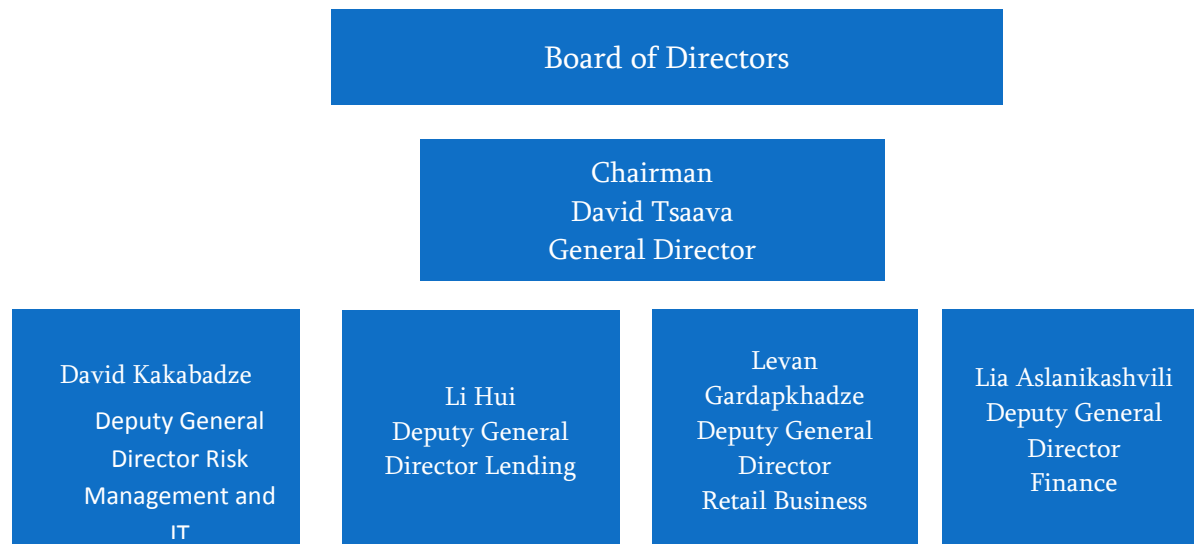 Board of Directors
Chairman
David Tsaava
General Director
David Kakabadze
Deputy General
Director Risk
Management and
IT
Li Hui
Deputy General
Director Lending
Levan
Gardapkhadze
Deputy General
Director
Retail Business
Lia Aslanikashvili
Deputy General
Director
Finance